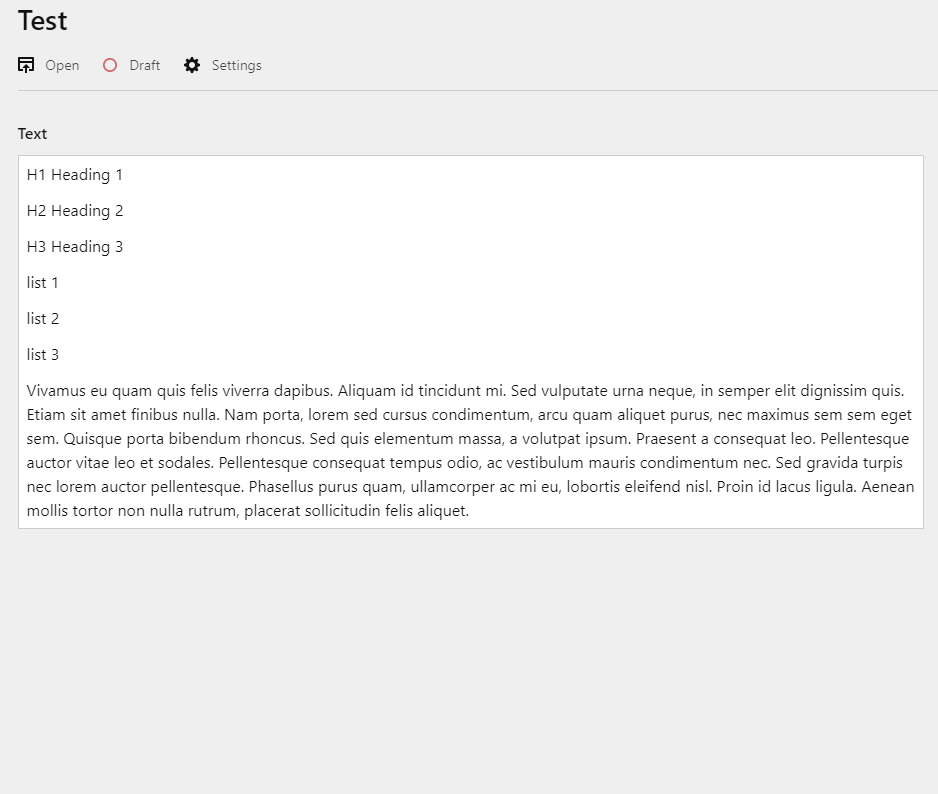 Test
Open Draft Settings
Text
H1 Heading 1
H2 Heading 2
H3 Heading 3
list 1
list 2
list 3
Vivamus eu quam quis felis viverra dapibus. Aliquam id tincidunt mi. Sed vulputate urna neque, in semper elit dignissim quis.
Etiam sit amet finibus nulla. Nam porta, lorem sed cursus condimentum, arcu quam aliquet purus, nec maximus sem sem eget
sem. Quisque porta bibendum rhoncus. Sed quis elementum massa, a volutpat ipsum. Praesent a consequat leo. Pellentesque
auctor vitae leo et sodales. Pellentesque consequat tempus odio, ac vestibulum mauris condimentum nec. Sed gravida turpis
nec lorem auctor pellentesque. Phasellus purus quam, ullamcorper ac mi eu, lobortis eleifend nisl. Proin id lacus ligula. Aenean
mollis tortor non nulla rutrum, placerat sollicitudin felis aliquet.